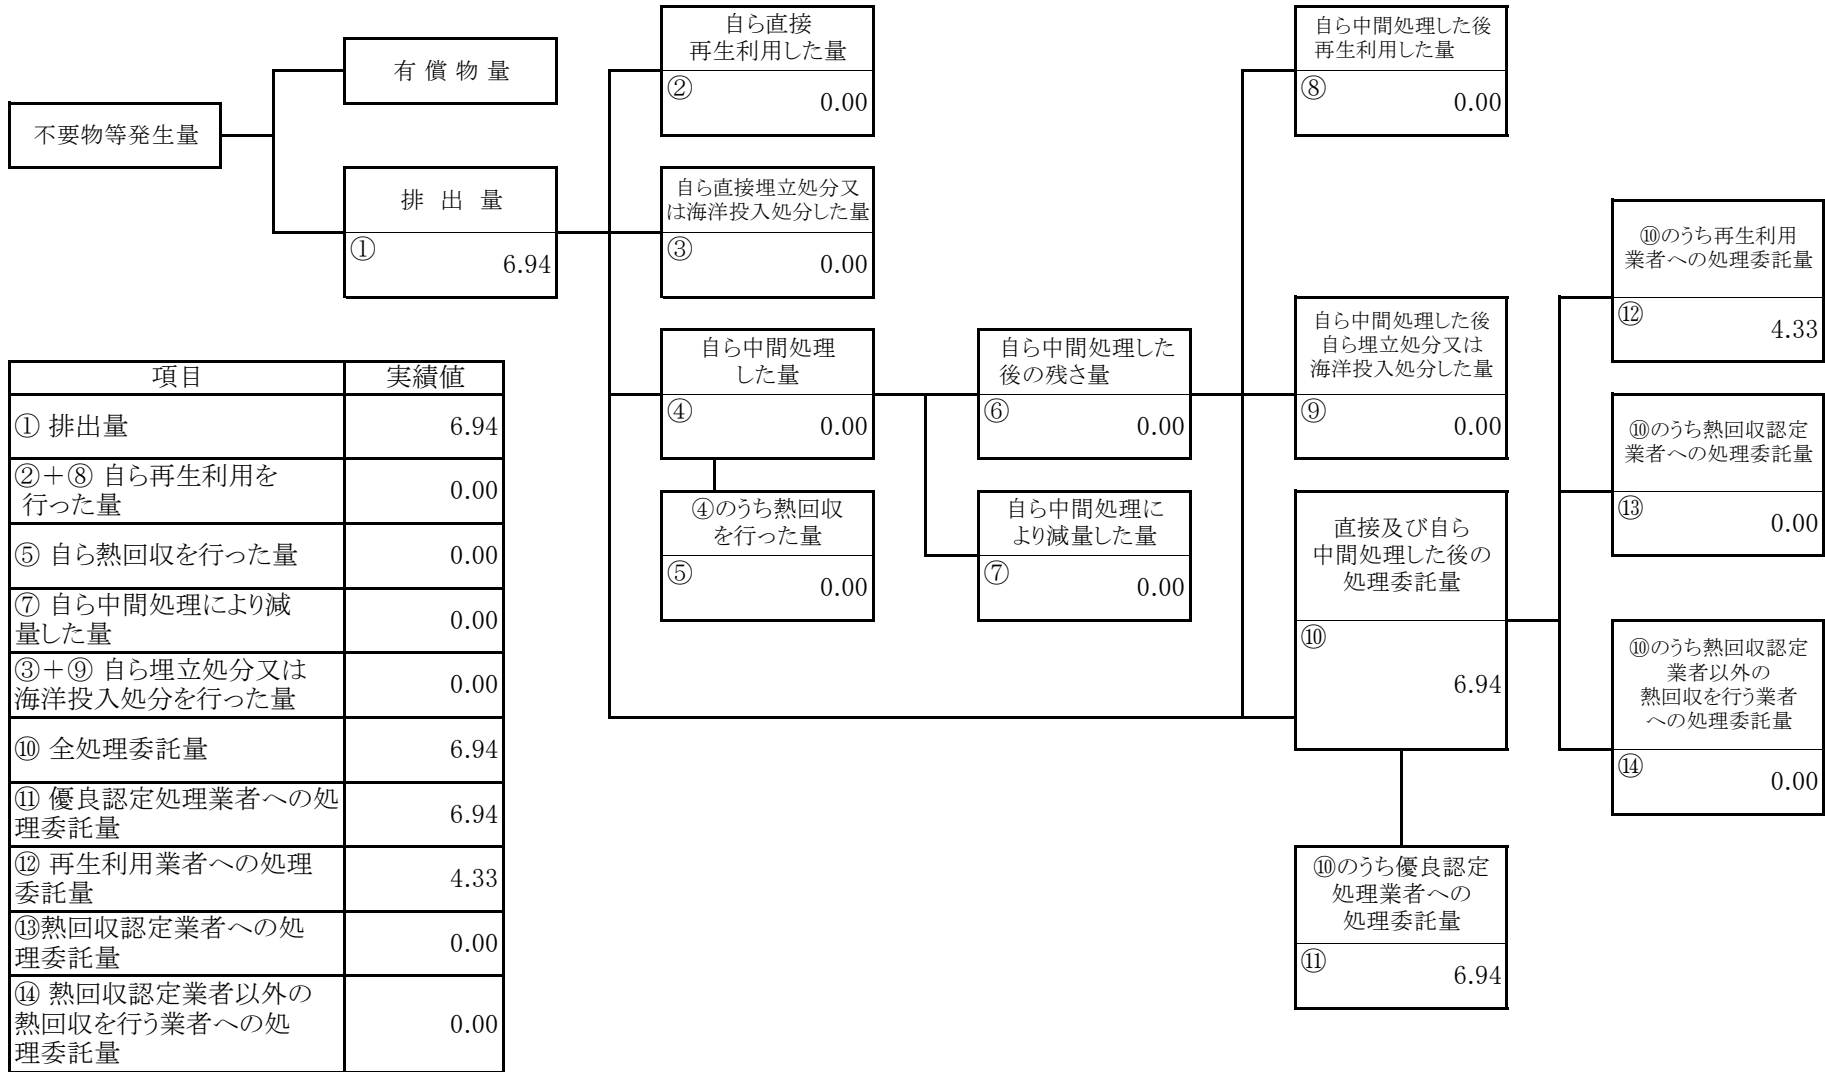 不要物等発生量
有 償 物 量
排 出 量
①
6.94
自ら直接
再生利用した量
②
0.00
自ら直接埋立処分又
は海洋投入処分した量
③
0.00
自ら中間処理
した量
④
0.00
④のうち熱回収
を行った量
⑤
0.00
自ら中間処理した
後の残さ量
⑥
0.00
自ら中間処理に
より減量した量
⑦
0.00
自ら中間処理した後
再生利用した量
⑧
0.00
自ら中間処理した後
自ら埋立処分又は
海洋投入処分した量
⑨
0.00
直接及び自ら
中間処理した後の
処理委託量
⑩
6.94
⑩のうち優良認定
処理業者への
処理委託量
⑪
6.94
⑩のうち再生利用
業者への処理委託量
⑫
4.33
⑩のうち熱回収認定
業者への処理委託量
⑬
0.00
⑩のうち熱回収認定
業者以外の
熱回収を行う業者
への処理委託量
⑭
0.00
項目 実績値
① 排出量 6.94
②+⑧ 自ら再生利用を
行った量 0.00
⑤ 自ら熱回収を行った量 0.00
⑦ 自ら中間処理により減
量した量 0.00
③+⑨ 自ら埋立処分又は
海洋投入処分を行った量 0.00
⑩ 全処理委託量 6.94
⑪ 優良認定処理業者への処
理委託量 6.94
⑫ 再生利用業者への処理
委託量 4.33
⑬熱回収認定業者への処
理委託量 0.00
⑭ 熱回収認定業者以外の
熱回収を行う業者への処
理委託量 0.00